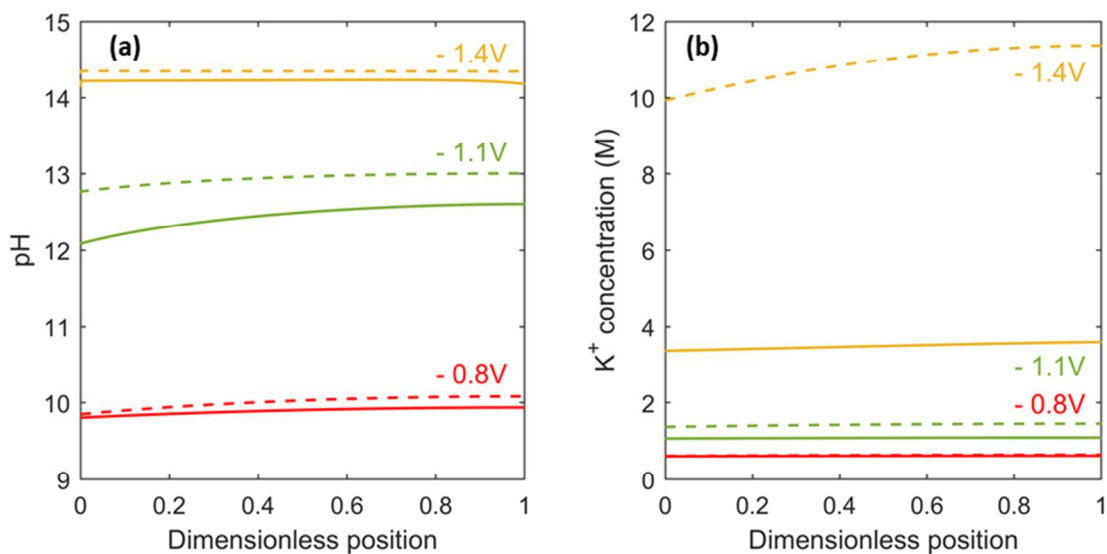 (a)
15
14
13
12
11
10
9
pH
- 1.4V
- 1.1V
- 0.8V
0 0.2 0.4 0.6 0.8 1
Dimensionless position
(b)
12
10
8
6
4
2
0
K⁺ concentration (M)
- 1.4V
- 1.1V
- 0.8V
0 0.2 0.4 0.6 0.8 1
Dimensionless position